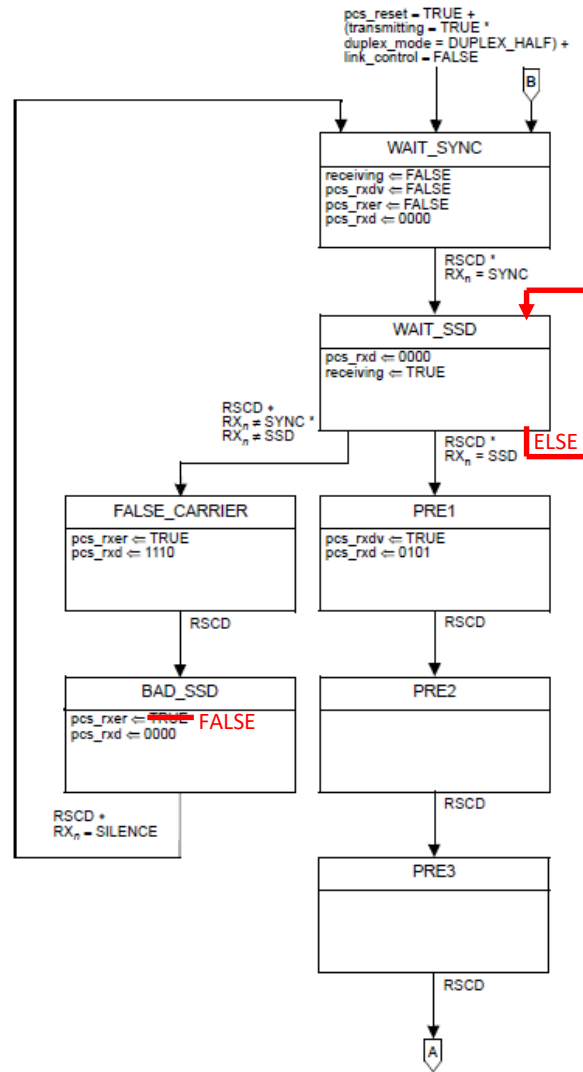 pcs_reset = TRUE +
(transmitting = TRUE *
duplex_mode = DUPLEX_HALF) +
link_control = FALSE
B
WAIT_SYNC
receiving ⇐ FALSE
pcs_rxdv ⇐ FALSE
pcs_rxer ⇐ FALSE
pcs_rxd ⇐ 0000
RSCD *
RXn = SYNC
WAIT_SSD
pcs_rxd ⇐ 0000
receiving ⇐ TRUE
RSCD +
RXn ≠ SYNC *
RXn ≠ SSD
RSCD *
RXn = SSD
ELSE
FALSE_CARRIER
pcs_rxer ⇐ TRUE
pcs_rxd ⇐ 1110
PRE1
pcs_rxdv ⇐ TRUE
pcs_rxd ⇐ 0101
RSCD
RSCD
BAD_SSD
pcs_rxer ⇐ TRUE FALSE
pcs_rxd ⇐ 0000
PRE2
RSCD +
RXn = SILENCE
RSCD
PRE3
RSCD
A